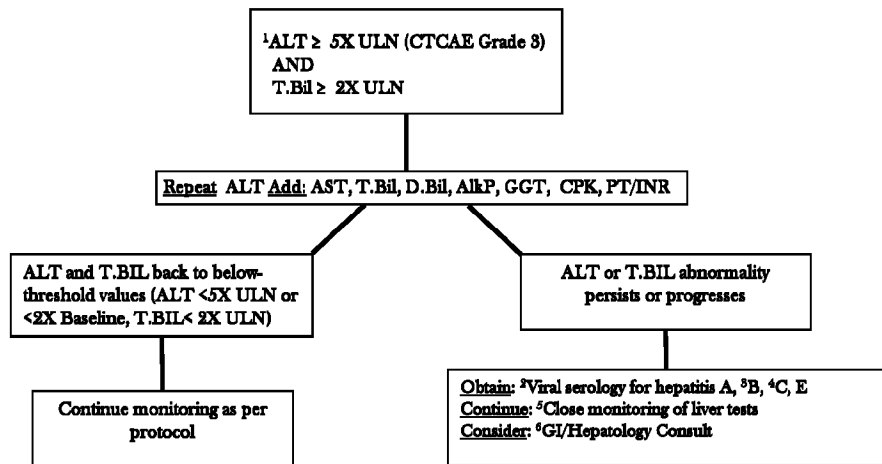 ¹ALT ≥ 5X ULN (CTCAE Grade 3)
AND
T.Bil ≥ 2X ULN
Repeat ALT Add: AST, T.Bil, D.Bil, AlkP, GGT, CPK, PT/INR
ALT and T.BIL back to below-
threshold values (ALT <5X ULN or
<2X Baseline, T.BIL< 2X ULN)
ALT or T.BIL abnormality
persists or progresses
Continue monitoring as per
protocol
Obtain: ²Viral serology for hepatitis A, ³B, ⁴C, E
Continue: ⁵Close monitoring of liver tests
Consider: ⁶GI/Hepatology Consult